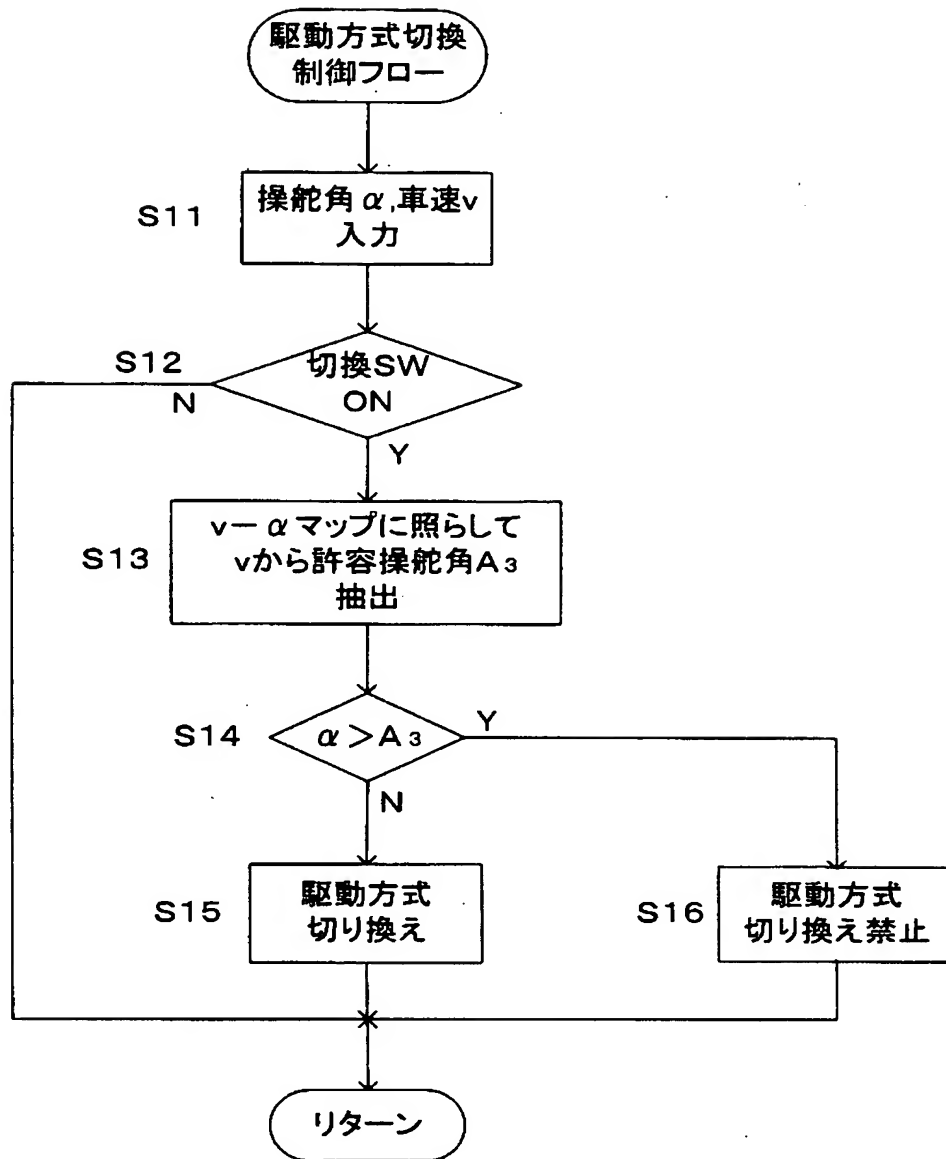 駆動方式切換
制御フロー
S11
操舵角α,車速v
入力
S12
切換SW
ON
N
Y
S13
v-αマップに照らして
vから許容操舵角A3
抽出
S14
α>A3
Y
N
S15
駆動方式
切り換え
S16
駆動方式
切り換え禁止
リターン